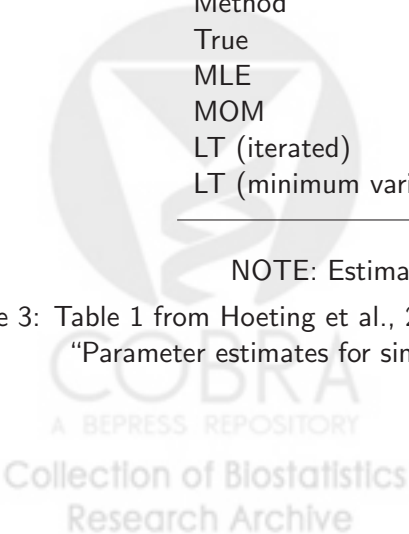 Method
True
MLE
MOM
LT (iterated)
LT (minimum vari
NOTE: Estima
e 3: Table 1 from Hoeting et al., 2
“Parameter estimates for sin
COBRA
A BEPRESS REPOSITORY
Collection of Biostatistics
Research Archive